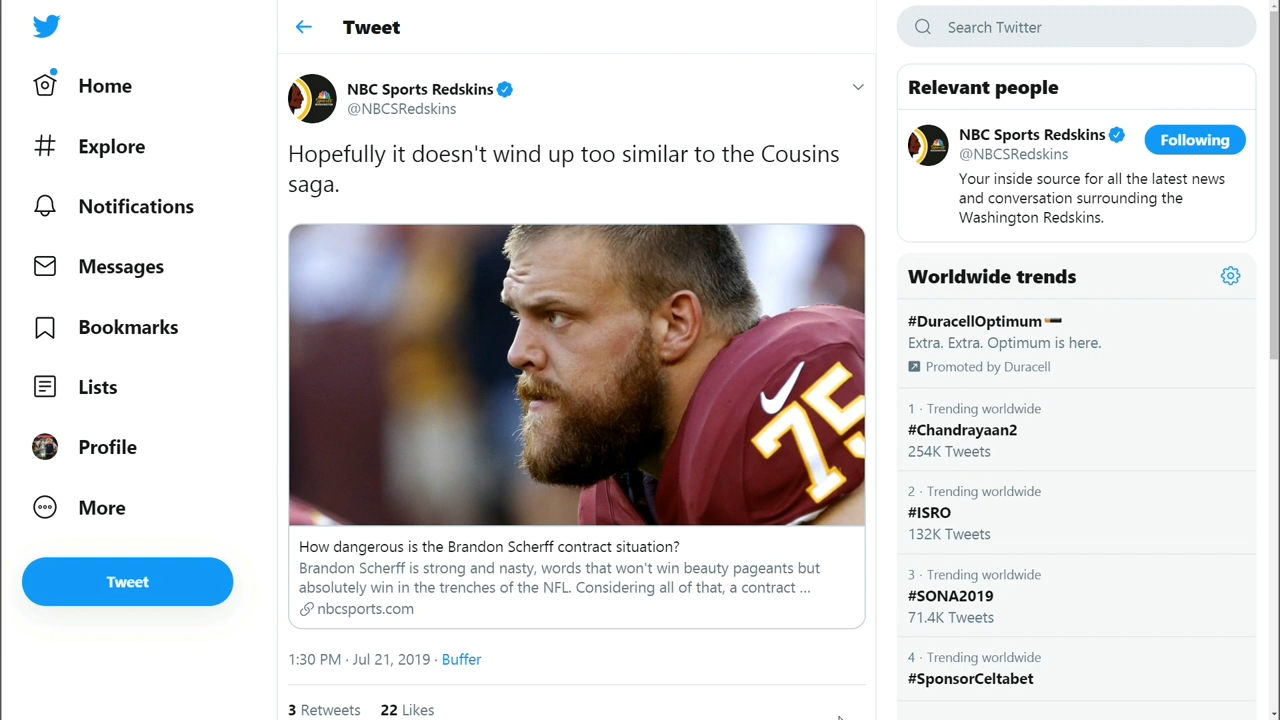 Home
Explore
Notifications
Messages
Bookmarks
Lists
Profile
More
Tweet
Tweet
NBC Sports Redskins
@NBCSRedskins
Hopefully it doesn't wind up too similar to the Cousins
saga.
75
How dangerous is the Brandon Scherff contract situation?
Brandon Scherff is strong and nasty, words that won't win beauty pageants but
absolutely win in the trenches of the NFL. Considering all of that, a contract ...
nbcsports.com
1:30 PM · Jul 21, 2019 · Buffer
3 Retweets 22 Likes
Search Twitter
Relevant people
NBC Sports Redskins
@NBCSRedskins
Following
Your inside source for all the latest news
and conversation surrounding the
Washington Redskins.
Worldwide trends
#DuracellOptimum
Extra. Extra. Optimum is here.
Promoted by Duracell
1 · Trending worldwide
#Chandrayaan2
254K Tweets
2 · Trending worldwide
#ISRO
132K Tweets
3 · Trending worldwide
#SONA2019
71.4K Tweets
4 · Trending worldwide
#SponsorCeltabet